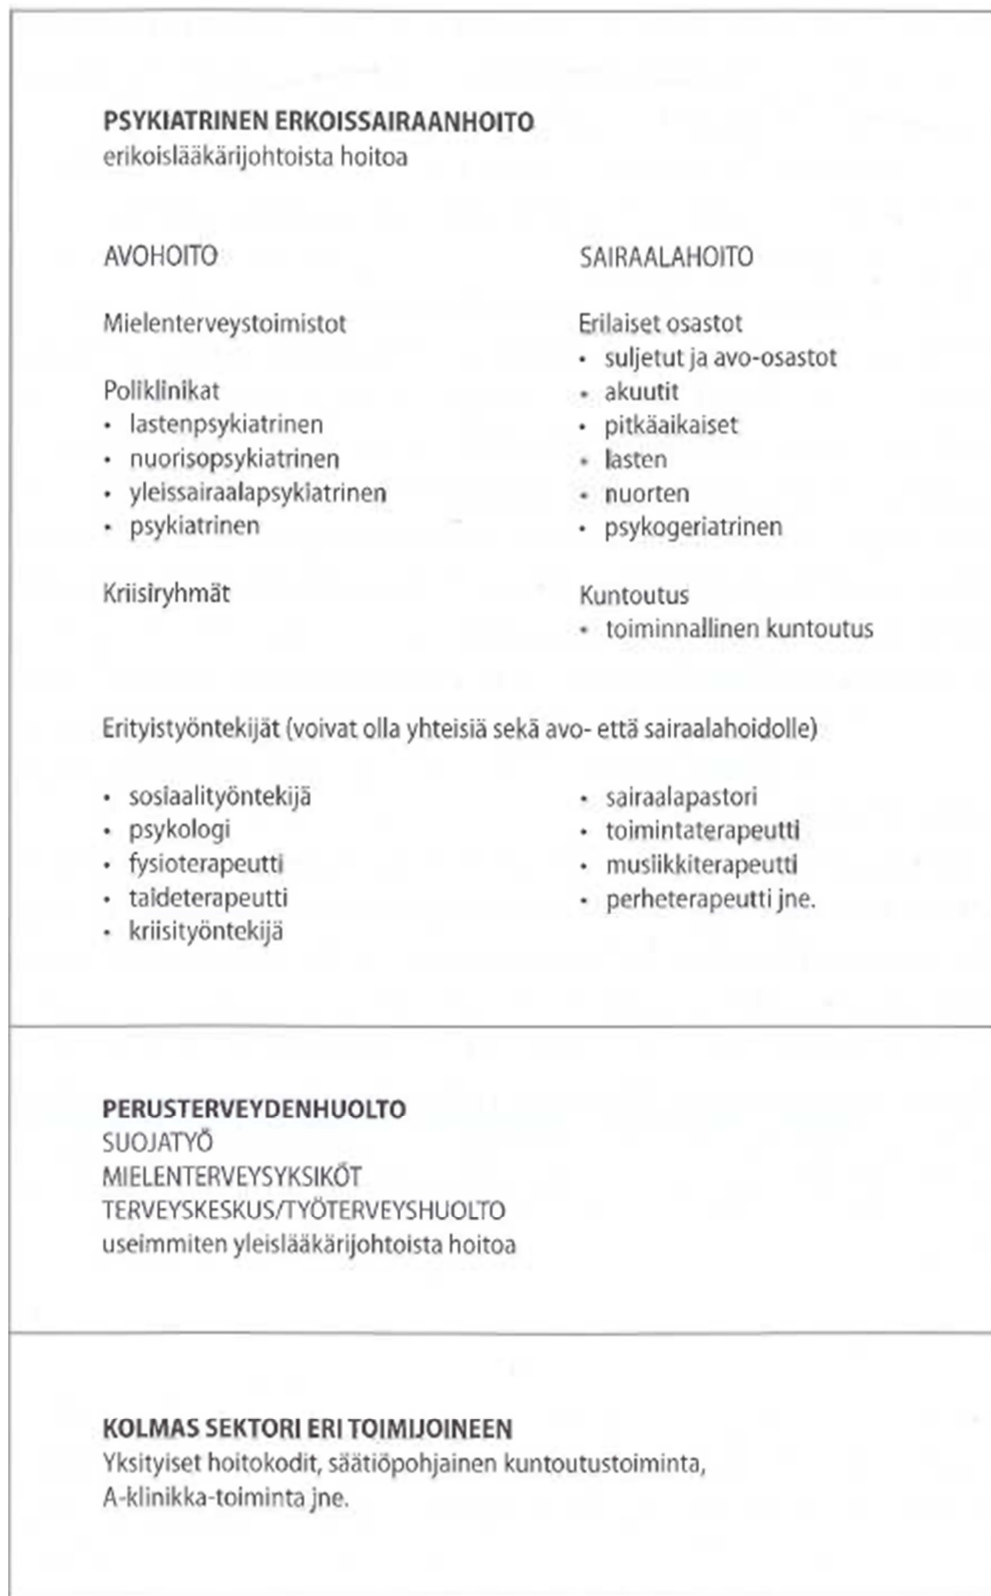 PSYKIATRINEN ERKOISSAIRAANHOITO
erikoislääkärijohtoista hoitoa
AVOHOITO
Mielenterveystoimistot
Poliklinikat
• lastenpsykiatrinen
• nuorisopsykiatrinen
• yleissairaalapsykiatrinen
• psykiatrinen
Kriisiryhmät
SAIRAALAHOITO
Erilaiset osastot
• suljetut ja avo-osastot
• akuutit
• pitkäaikaiset
• lasten
• nuorten
• psykogeriatrinen
Kuntoutus
• toiminnallinen kuntoutus
Erityistyöntekijät (voivat olla yhteisiä sekä avo- että sairaalahoidolle)
• sosiaalityöntekijä
• psykologi
• fysioterapeutti
• taideterapeutti
• kriisityöntekijä
• sairaalapastori
• toimintaterapeutti
• musiikkiterapeutti
• perheterapeutti jne.
PERUSTERVEYDENHUOLTO
SUOJATYÖ
MIELENTERVEYSYKSIKÖT
TERVEYSKESKUS/TYÖTERVEYSHUOLTO
useimmiten yleislääkärijohtoista hoitoa
KOLMAS SEKTORI ERI TOIMIJOINEEN
Yksityiset hoitokodit, säätiöpohjainen kuntoutustoiminta,
A-klinikka-toiminta jne.